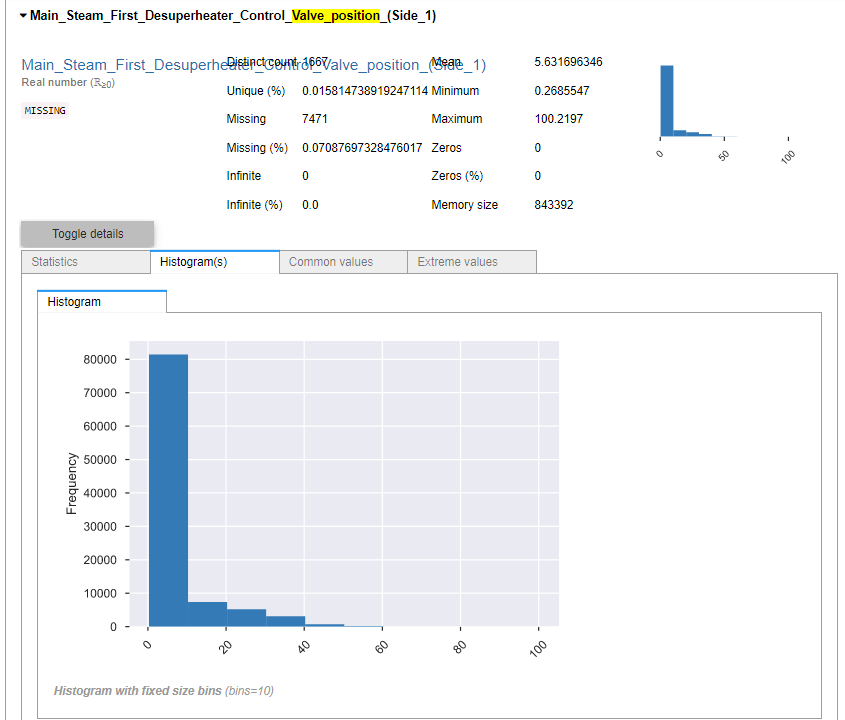 Main_Steam_First_Desuperheater_Control_Valve_position_(Side_1)
Main_Steam_First_Desuperheater_Control_Valve_position_(Side_1)
Real number (ℝ≥0)
MISSING
Distinct count 1667 Mean 5.631696346
Unique (%) 0.015814738919247114 Minimum 0.2685547
Missing 7471 Maximum 100.2197
Missing (%) 0.07087697328476017 Zeros 0
Infinite 0 Zeros (%) 0
Infinite (%) 0.0 Memory size 843392
0 50 100
Toggle details
Statistics Histogram(s) Common values Extreme values
Histogram
80000
70000
60000
50000
40000
30000
20000
10000
0
Frequency
0 20 40 60 80 100
Histogram with fixed size bins (bins=10)